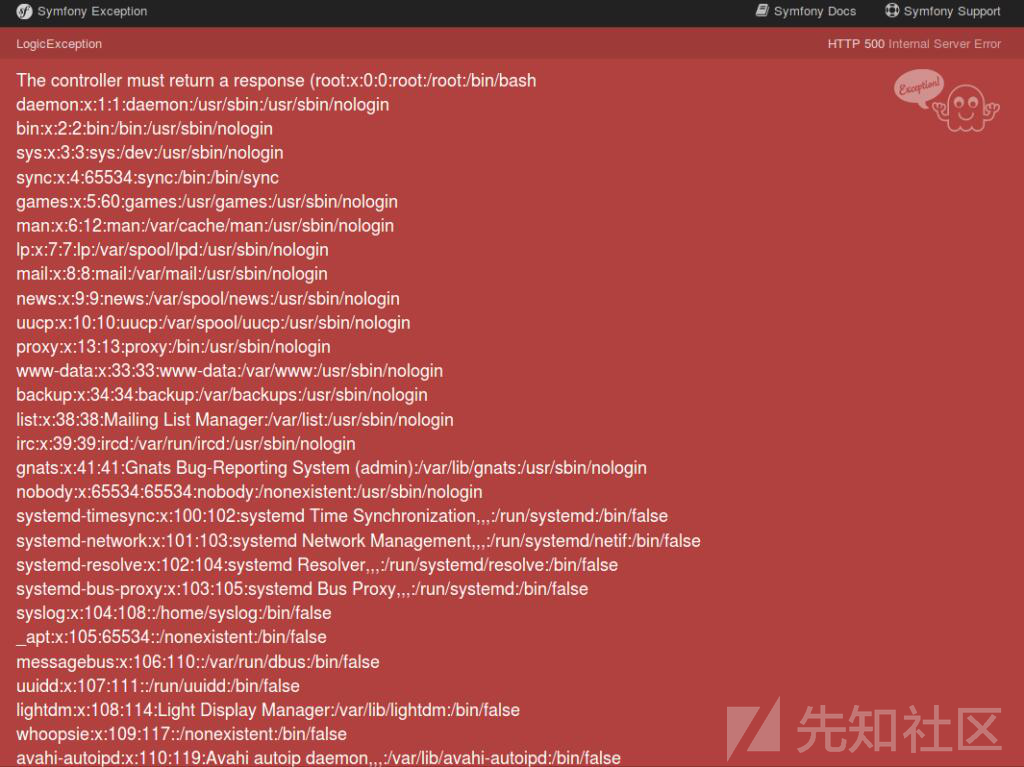 Symfony Exception
Symfony Docs
Symfony Support
LogicException
HTTP 500 Internal Server Error
The controller must return a response (root:x:0:0:root:/root:/bin/bash
Exception!
daemon:x:1:1:daemon:/usr/sbin:/usr/sbin/nologin
bin:x:2:2:bin:/bin:/usr/sbin/nologin
sys:x:3:3:sys:/dev:/usr/sbin/nologin
sync:x:4:65534:sync:/bin:/bin/sync
games:x:5:60:games:/usr/games:/usr/sbin/nologin
man:x:6:12:man:/var/cache/man:/usr/sbin/nologin
lp:x:7:7:lp:/var/spool/lpd:/usr/sbin/nologin
mail:x:8:8:mail:/var/mail:/usr/sbin/nologin
news:x:9:9:news:/var/spool/news:/usr/sbin/nologin
uucp:x:10:10:uucp:/var/spool/uucp:/usr/sbin/nologin
proxy:x:13:13:proxy:/bin:/usr/sbin/nologin
www-data:x:33:33:www-data:/var/www:/usr/sbin/nologin
backup:x:34:34:backup:/var/backups:/usr/sbin/nologin
list:x:38:38:Mailing List Manager:/var/list:/usr/sbin/nologin
irc:x:39:39:ircd:/var/run/ircd:/usr/sbin/nologin
gnats:x:41:41:Gnats Bug-Reporting System (admin):/var/lib/gnats:/usr/sbin/nologin
nobody:x:65534:65534:nobody:/nonexistent:/usr/sbin/nologin
systemd-timesync:x:100:102:systemd Time Synchronization,,,:/run/systemd:/bin/false
systemd-network:x:101:103:systemd Network Management,,,:/run/systemd/netif:/bin/false
systemd-resolve:x:102:104:systemd Resolver,,,:/run/systemd/resolve:/bin/false
systemd-bus-proxy:x:103:105:systemd Bus Proxy,,,:/run/systemd:/bin/false
syslog:x:104:108::/home/syslog:/bin/false
_apt:x:105:65534::/nonexistent:/bin/false
messagebus:x:106:110::/var/run/dbus:/bin/false
uuidd:x:107:111::/run/uuidd:/bin/false
lightdm:x:108:114:Light Display Manager:/var/lib/lightdm:/bin/false
whoopsie:x:109:117::/nonexistent:/bin/false
avahi-autoipd:x:110:119:Avahi autoip daemon,,,:/var/lib/avahi-autoipd:/bin/false
先知社区